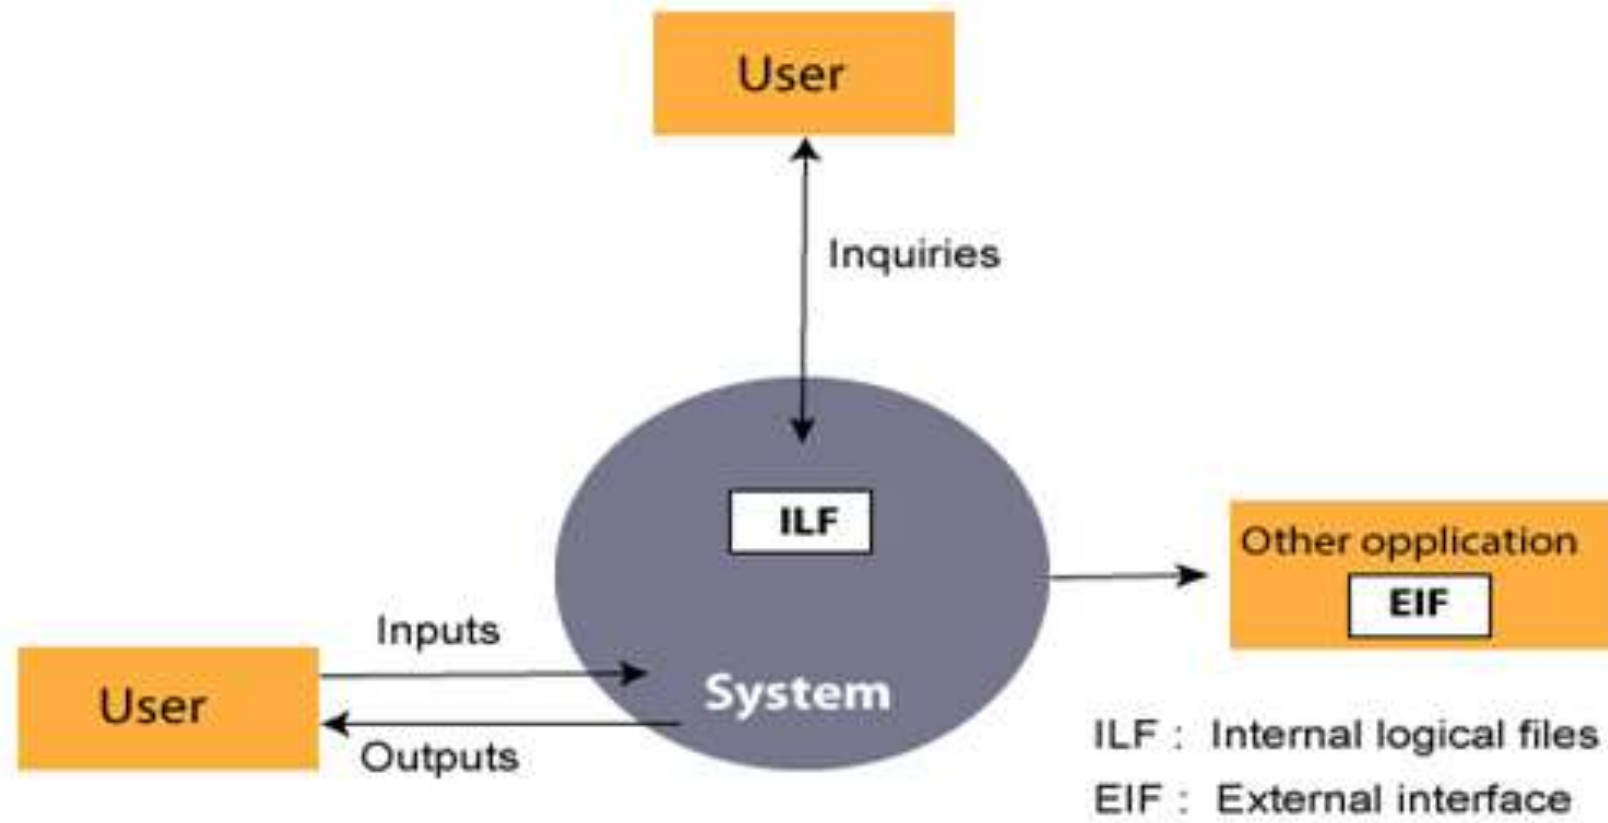 User
Inquiries
ILF
Other opplication
EIF
Inputs
User
System
Outputs
ILF : Internal logical files
EIF : External interface